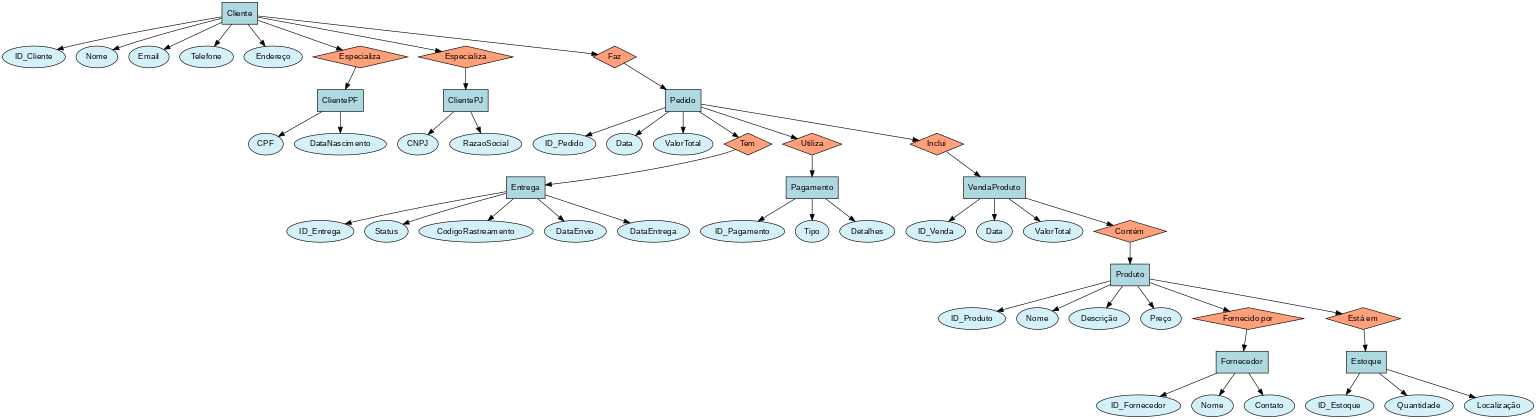 Cliente
ID_Cliente
Nome
Email
Telefone
Endereço
Especializa
Especializa
Faz
ClientePF
ClientePJ
Pedido
CPF
DataNascimento
CNPJ
RazaoSocial
ID_Pedido
Data
ValorTotal
Tem
Utiliza
Inclui
Entrega
Pagamento
VendaProduto
ID_Entrega
Status
CodigoRastreamento
DataEnvio
DataEntrega
ID_Pagamento
Tipo
Detalhes
ID_Venda
Data
ValorTotal
Contém
Produto
ID_Produto
Nome
Descrição
Preço
Fornecido por
Está em
Fornecedor
Estoque
ID_Fornecedor
Nome
Contato
ID_Estoque
Quantidade
Localização